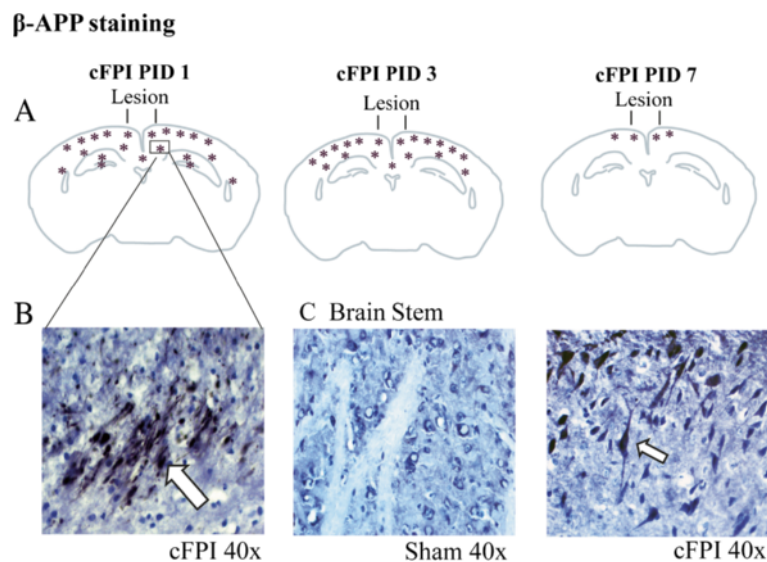 β-APP staining
cFPI PID 1
Lesion
cFPI PID 3
Lesion
cFPI PID 7
Lesion
A
B
C Brain Stem
cFPI 40x
Sham 40x
cFPI 40x